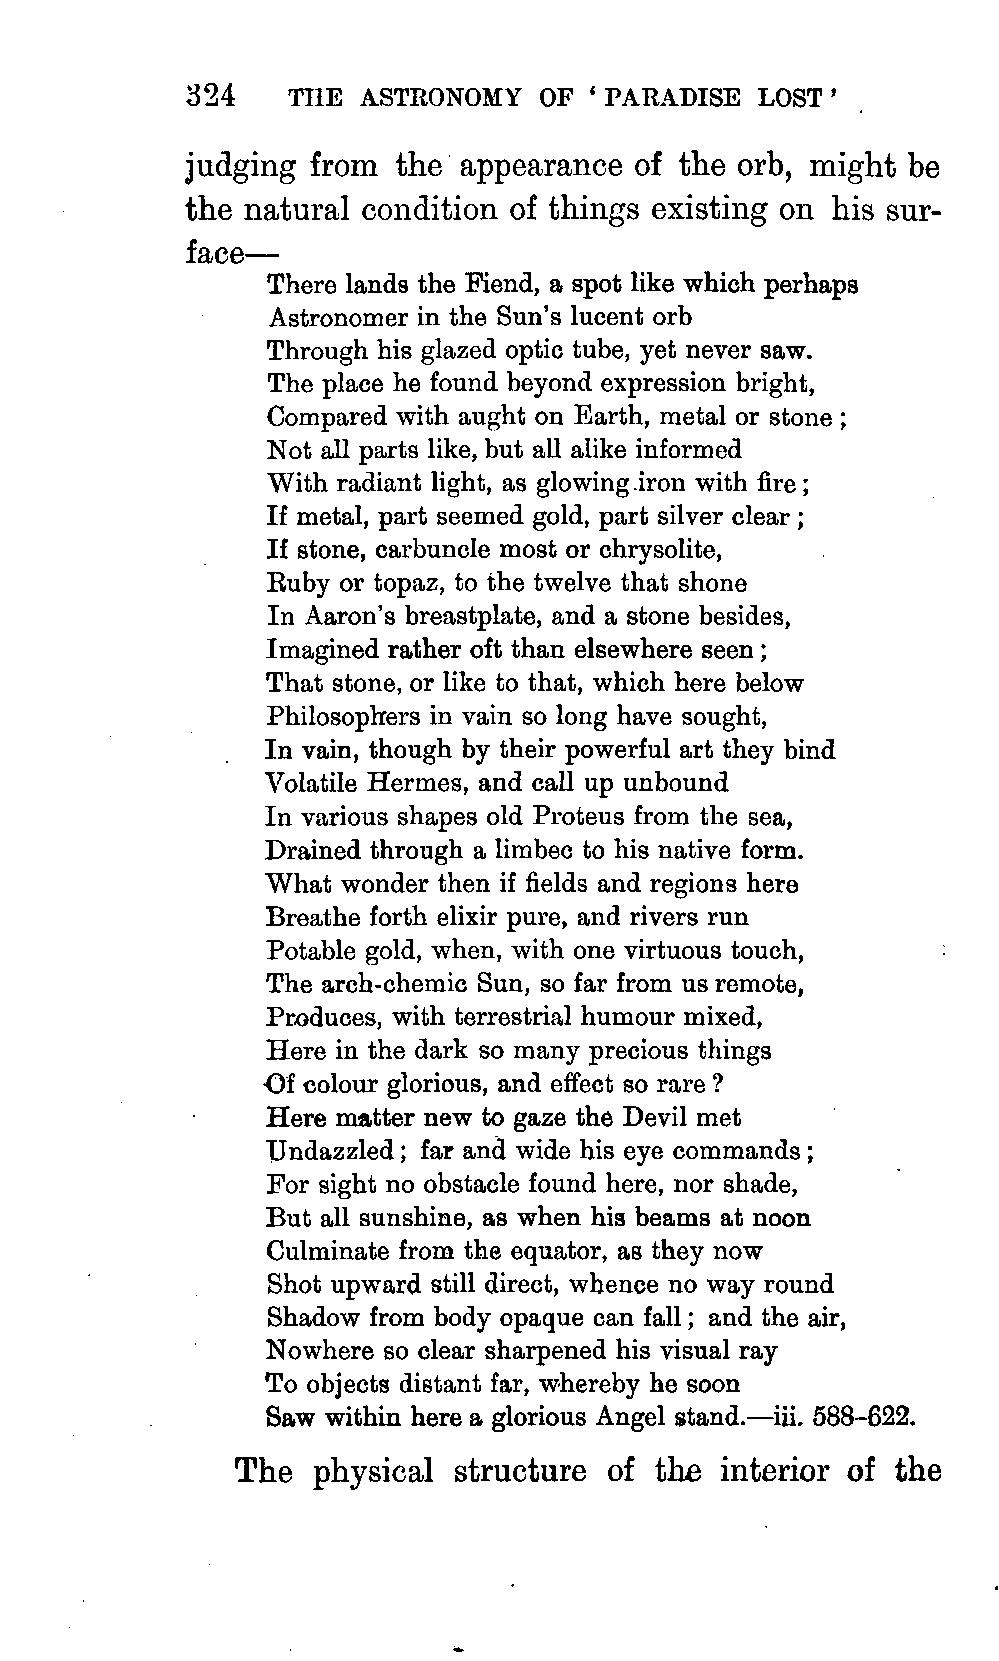 324 THE ASTRONOMY OF ‘PARADISE LOST’
judging from the appearance of the orb, might be
the natural condition of things existing on his sur-
face—
There lands the Fiend, a spot like which perhaps
Astronomer in the Sun's lucent orb
Through his glazed optic tube, yet never saw.
The place he found beyond expression bright,
Compared with aught on Earth, metal or stone;
Not all parts like, but all alike informed
With radiant light, as glowing iron with fire;
If metal, part seemed gold, part silver clear;
If stone, carbuncle most or chrysolite,
Ruby or topaz, to the twelve that shone
In Aaron's breastplate, and a stone besides,
Imagined rather oft than elsewhere seen;
That stone, or like to that, which here below
Philosophers in vain so long have sought,
In vain, though by their powerful art they bind
Volatile Hermes, and call up unbound
In various shapes old Proteus from the sea,
Drained through a limbec to his native form.
What wonder then if fields and regions here
Breathe forth elixir pure, and rivers run
Potable gold, when, with one virtuous touch,
The arch-chemic Sun, so far from us remote,
Produces, with terrestrial humour mixed,
Here in the dark so many precious things
Of colour glorious, and effect so rare?
Here matter new to gaze the Devil met
Undazzled; far and wide his eye commands;
For sight no obstacle found here, nor shade,
But all sunshine, as when his beams at noon
Culminate from the equator, as they now
Shot upward still direct, whence no way round
Shadow from body opaque can fall; and the air,
Nowhere so clear sharpened his visual ray
To objects distant far, whereby he soon
Saw within here a glorious Angel stand.—iii. 588–622.
The physical structure of the interior of the